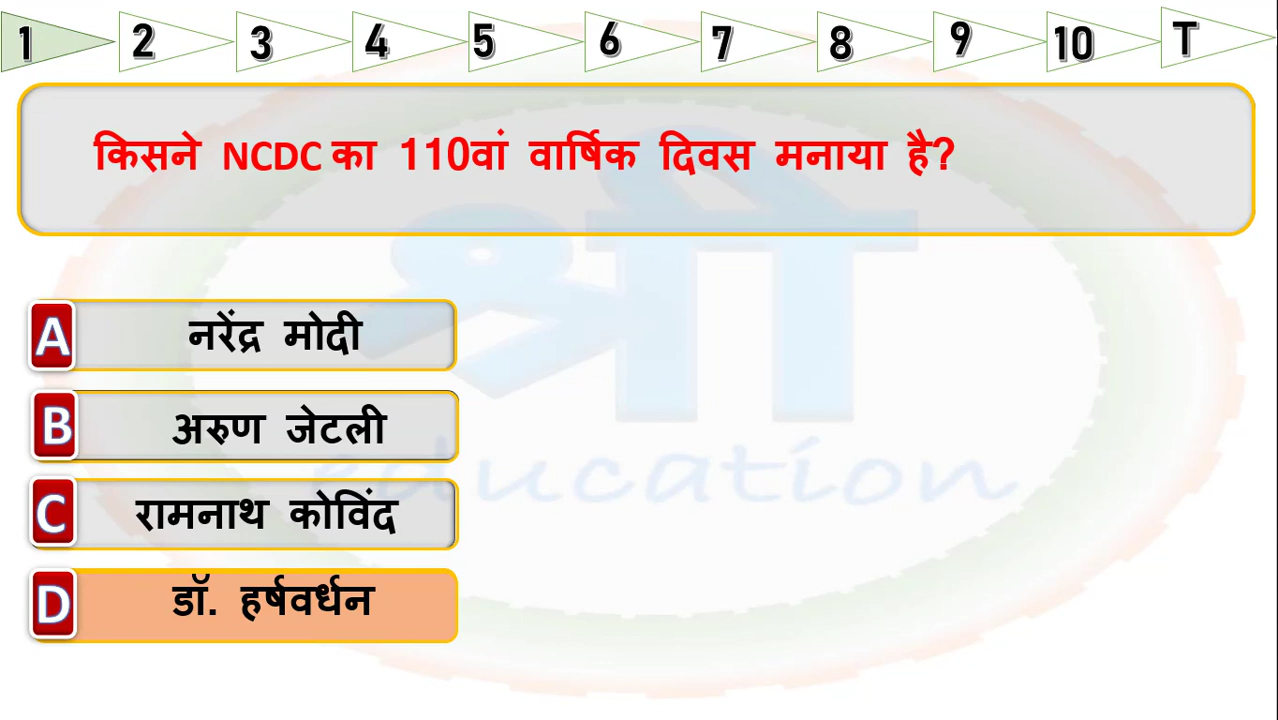 1 2 3 4 5 6 7 8 9 10 T
किसने NCDC का 110वां वार्षिक दिवस मनाया है?
A नरेंद्र मोदी
B अरुण जेटली
C रामनाथ कोविंद
D डॉ. हर्षवर्धन
श्री
education